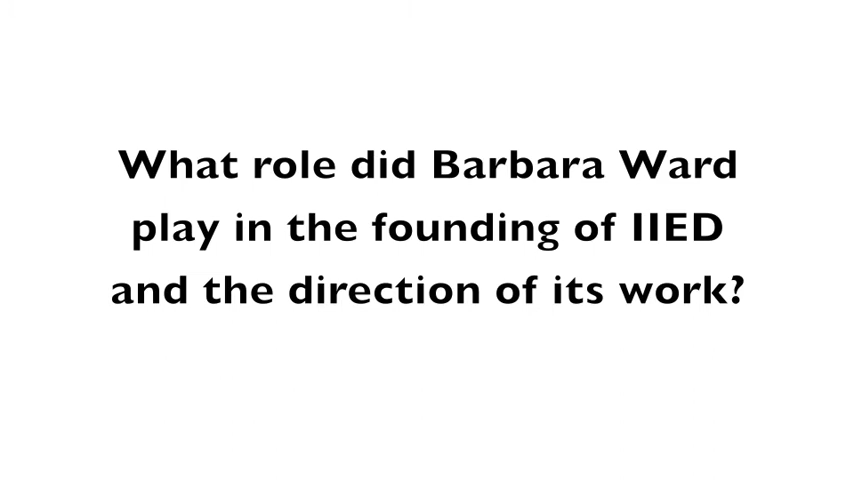 What role did Barbara Ward
play in the founding of IIED
and the direction of its work?